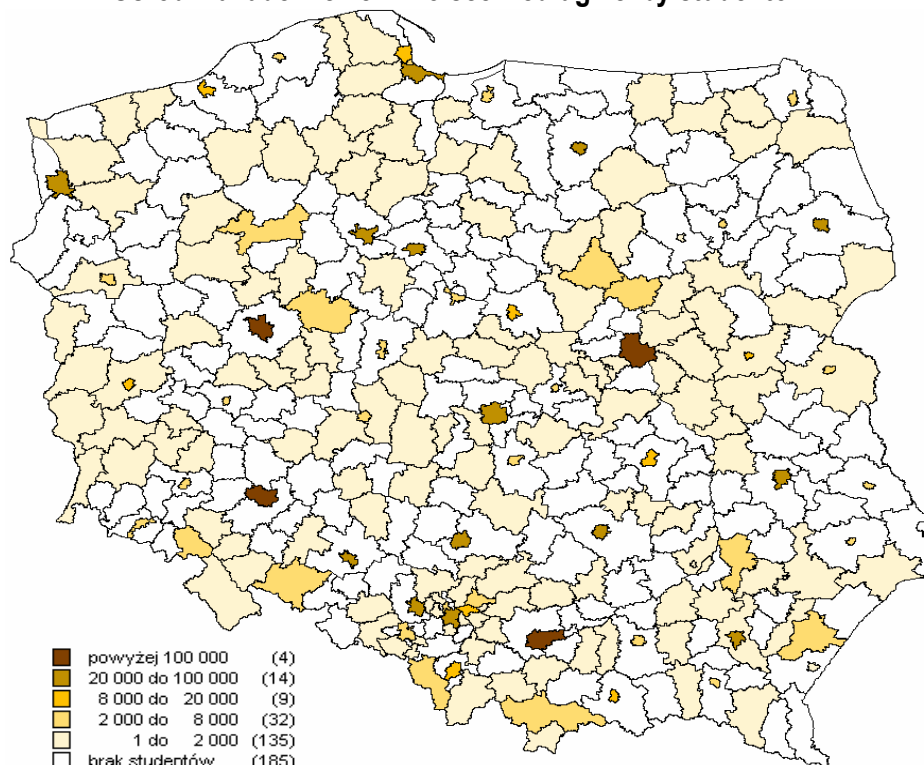 powyżej 100 000 (4)
20 000 do 100 000 (14)
8 000 do 20 000 (9)
2 000 do 8 000 (32)
1 do 2 000 (135)
brak studentów (185)